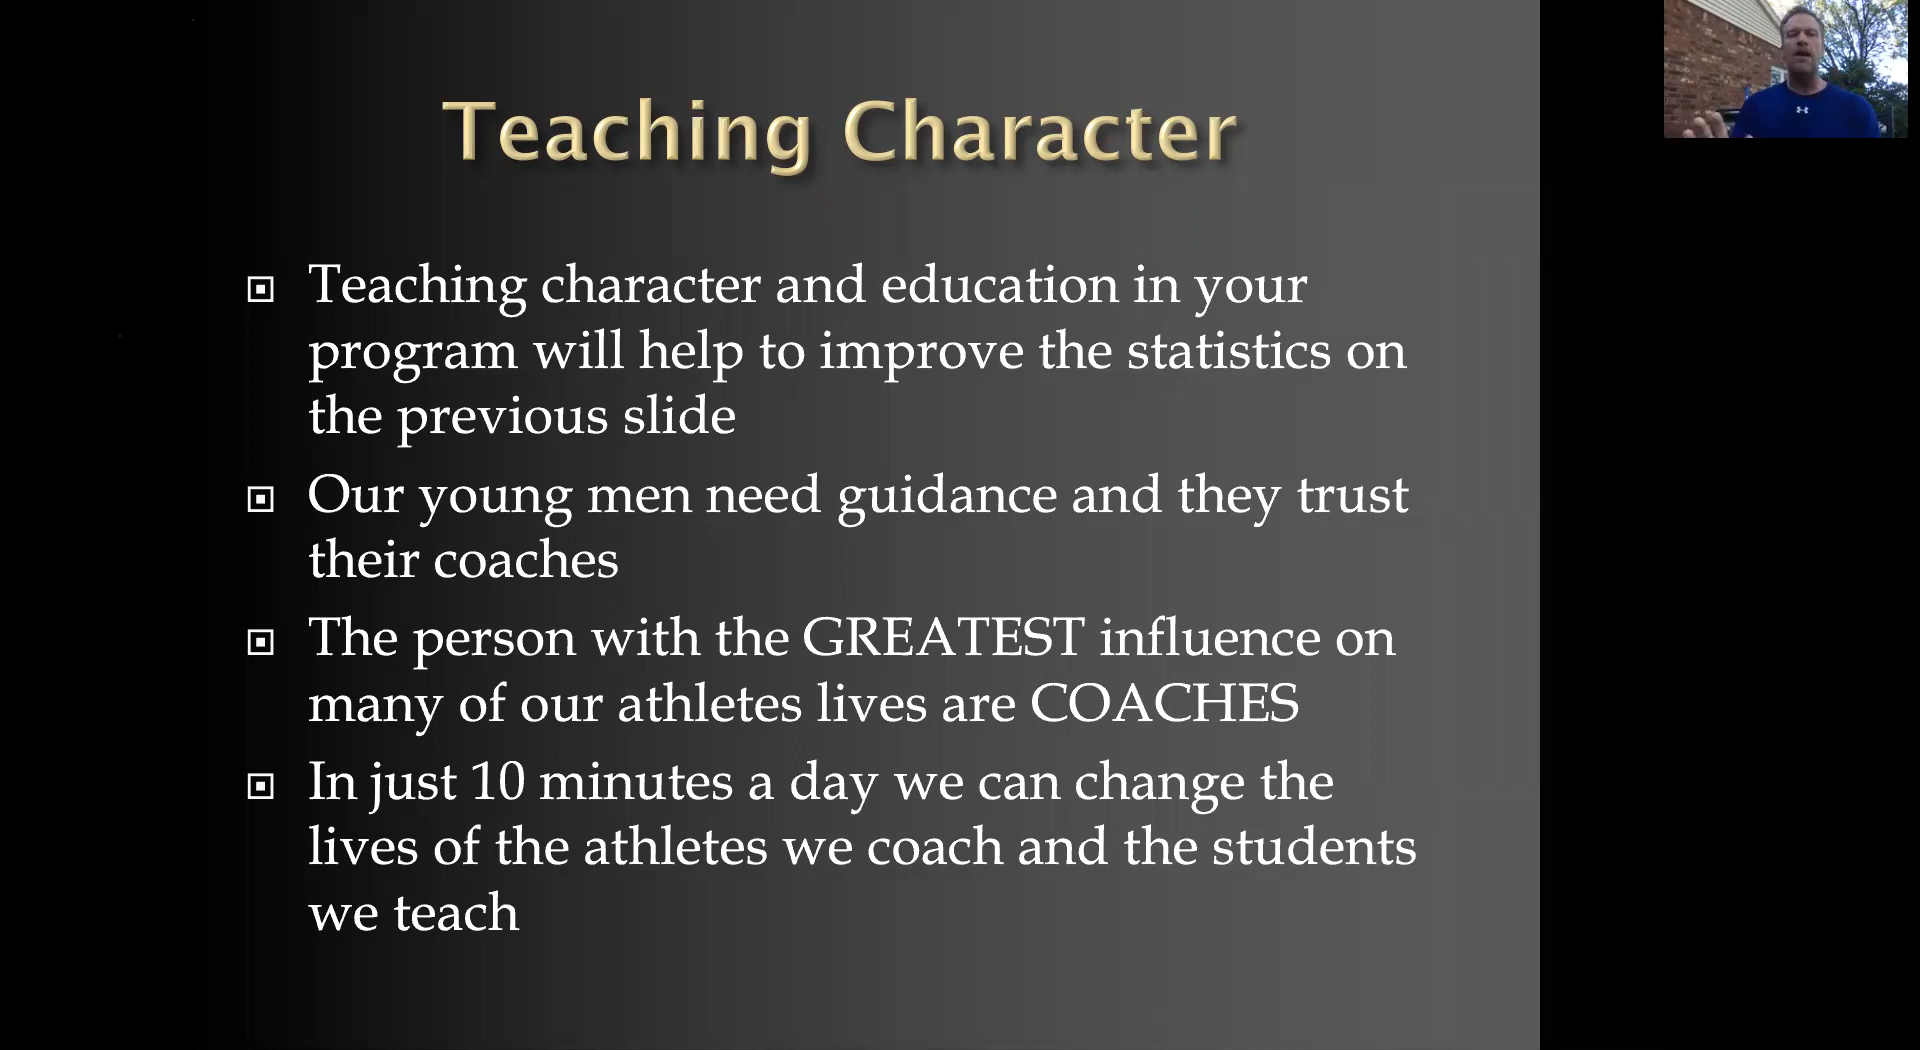 Teaching Character
Teaching character and education in your
program will help to improve the statistics on
the previous slide
Our young men need guidance and they trust
their coaches
The person with the GREATEST influence on
many of our athletes lives are COACHES
In just 10 minutes a day we can change the
lives of the athletes we coach and the students
we teach